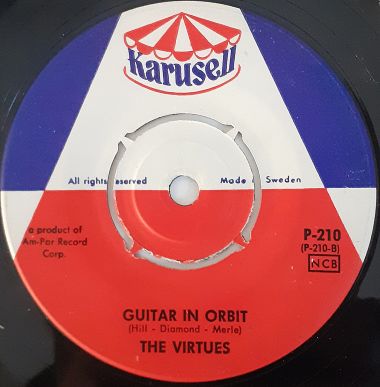 Karusell
All rights eserved Made Sweden
a product of
Am-Par Record
Corp.
P-210
(P-210-B)
NCB
GUITAR IN ORBIT
(Hill - Diamond - Merle)
THE VIRTUES